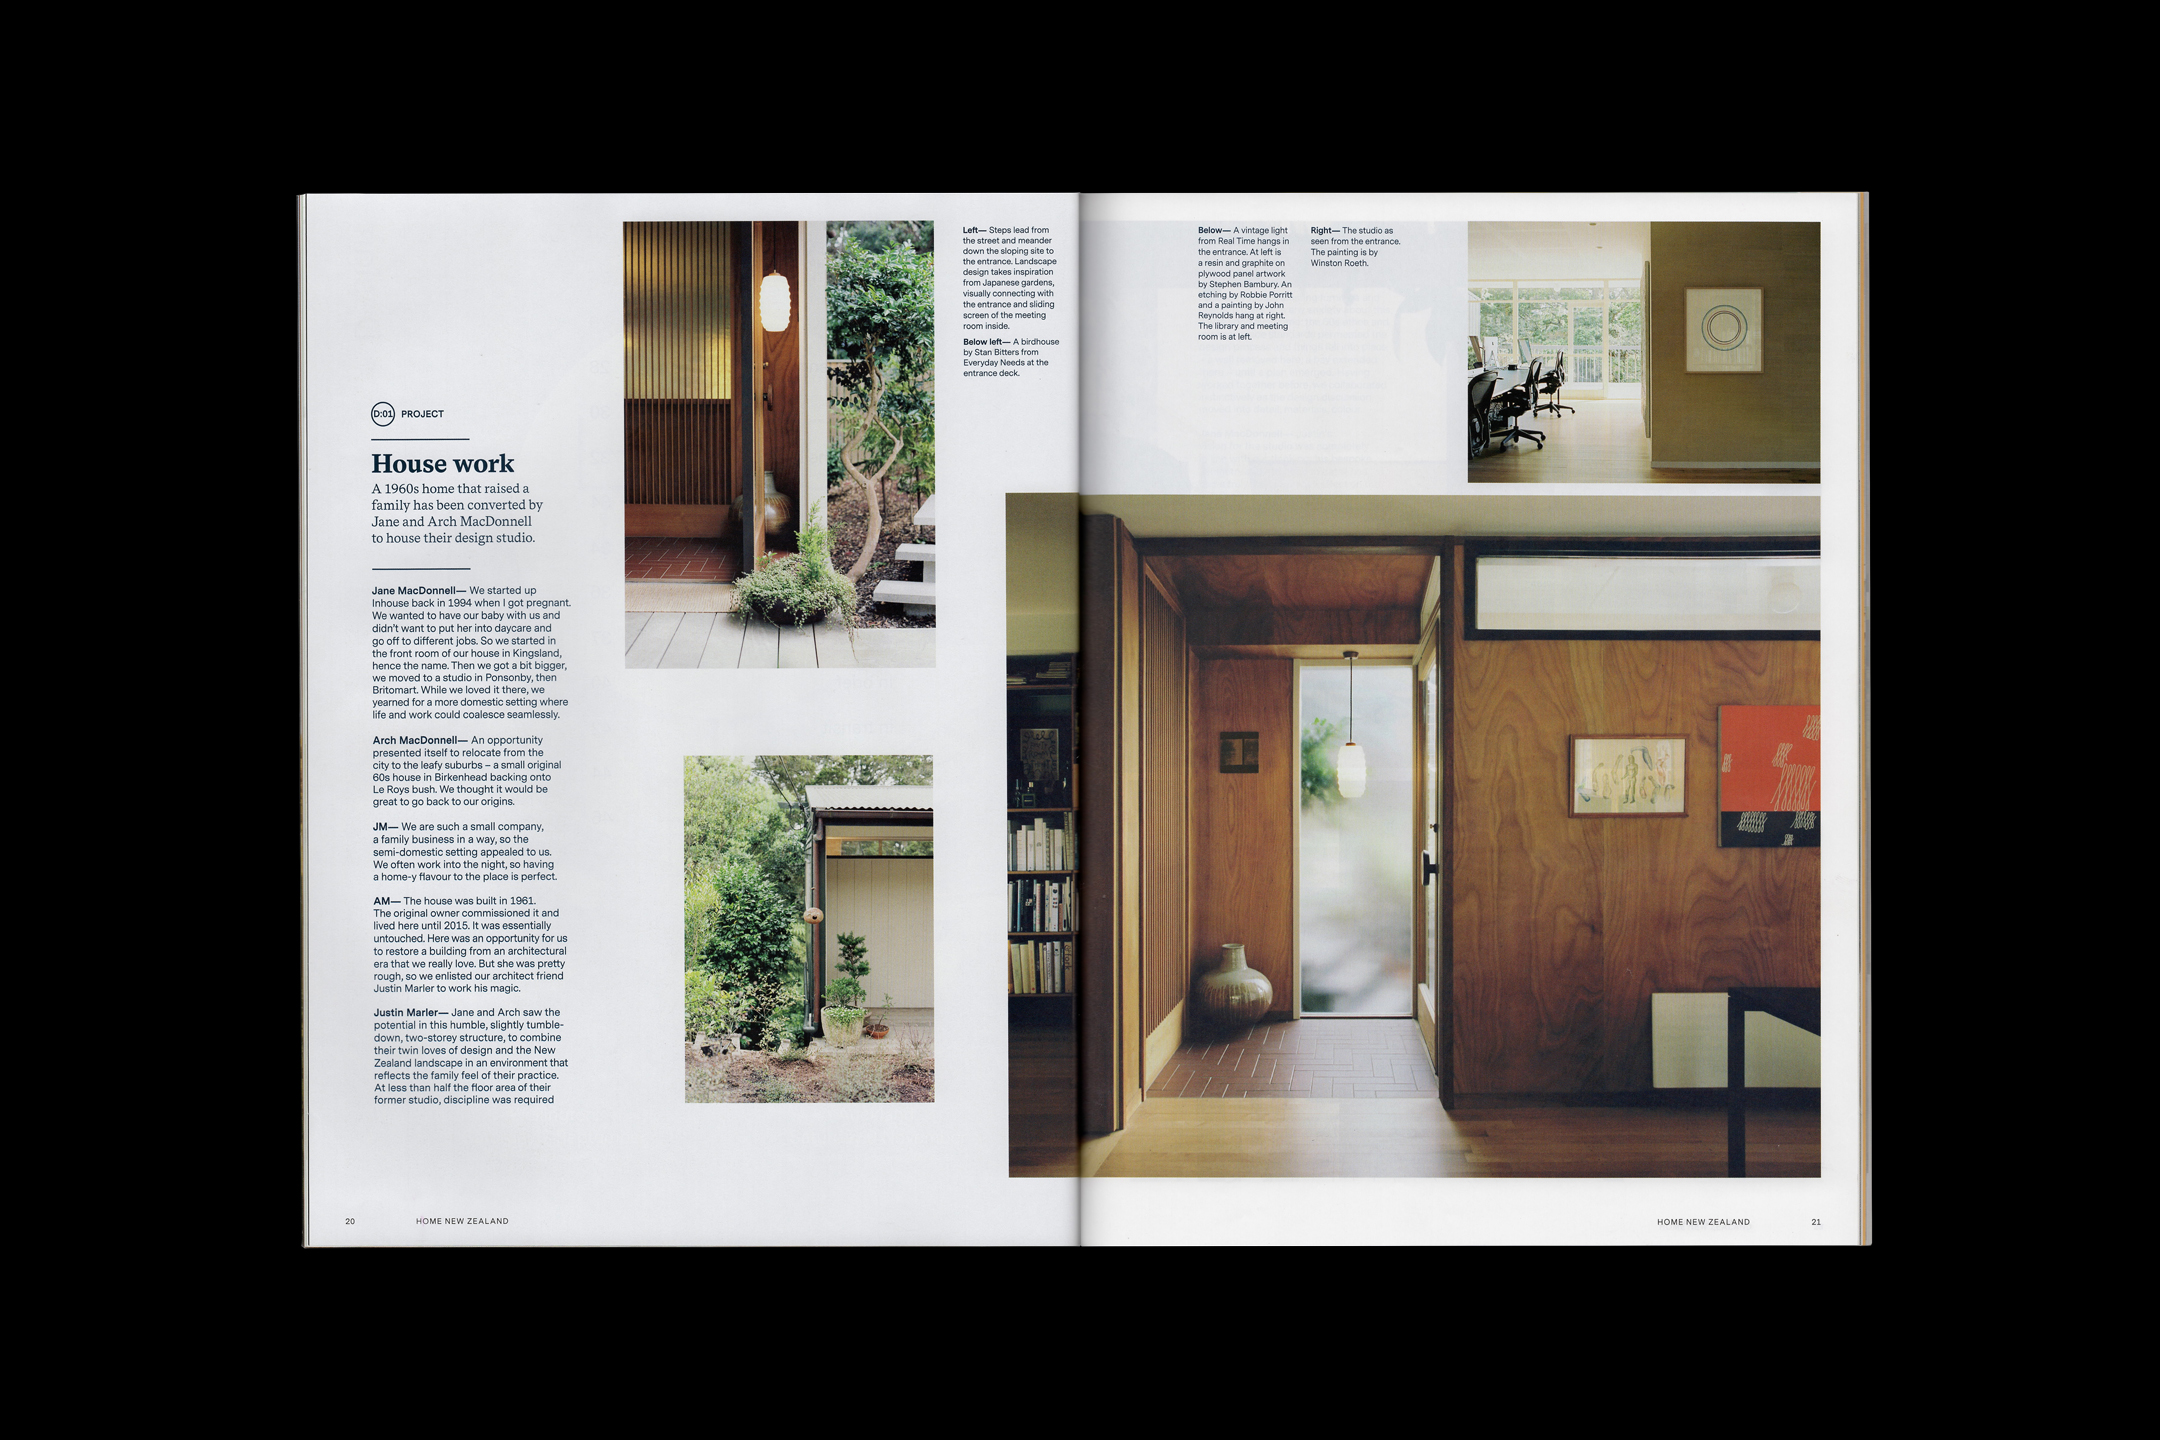 D:01 PROJECT
House work
A 1960s home that raised a
family has been converted by
Jane and Arch MacDonnell
to house their design studio.
Jane MacDonnell— We started up
Inhouse back in 1994 when I got pregnant.
We wanted to have our baby with us and
didn't want to put her into daycare and
go off to different jobs. So we started in
the front room of our house in Kingsland,
hence the name. Then we got a bit bigger,
we moved to a studio in Ponsonby, then
Britomart. While we loved it there, we
yearned for a more domestic setting where
life and work could coalesce seamlessly.
Arch MacDonnell— An opportunity
presented itself to relocate from the
city to the leafy suburbs – a small original
60s house in Birkenhead backing onto
Le Roys bush. We thought it would be
great to go back to our origins.
JM— We are such a small company,
a family business in a way, so the
semi-domestic setting appealed to us.
We often work into the night, so having
a home-y flavour to the place is perfect.
AM— The house was built in 1961.
The original owner commissioned it and
lived here until 2015. It was essentially
untouched. Here was an opportunity for us
to restore a building from an architectural
era that we really love. But she was pretty
rough, so we enlisted our architect friend
Justin Marler to work his magic.
Justin Marler— Jane and Arch saw the
potential in this humble, slightly tumble-
down, two-storey structure, to combine
their twin loves of design and the New
Zealand landscape in an environment that
reflects the family feel of their practice.
At less than half the floor area of their
former studio, discipline was required
Left— Steps lead from
the street and meander
down the sloping site to
the entrance. Landscape
design takes inspiration
from Japanese gardens,
visually connecting with
the entrance and sliding
screen of the meeting
room inside.
Below left— A birdhouse
by Stan Bitters from
Everyday Needs at the
entrance deck.
20 HOME NEW ZEALAND
Below— A vintage light
from Real Time hangs in
the entrance. At left is
a resin and graphite on
plywood panel artwork
by Stephen Bambury. An
etching by Robbie Porritt
and a painting by John
Reynolds hang at right.
The library and meeting
room is at left.
Right— The studio as
seen from the entrance.
The painting is by
Winston Roeth.
HOME NEW ZEALAND 21